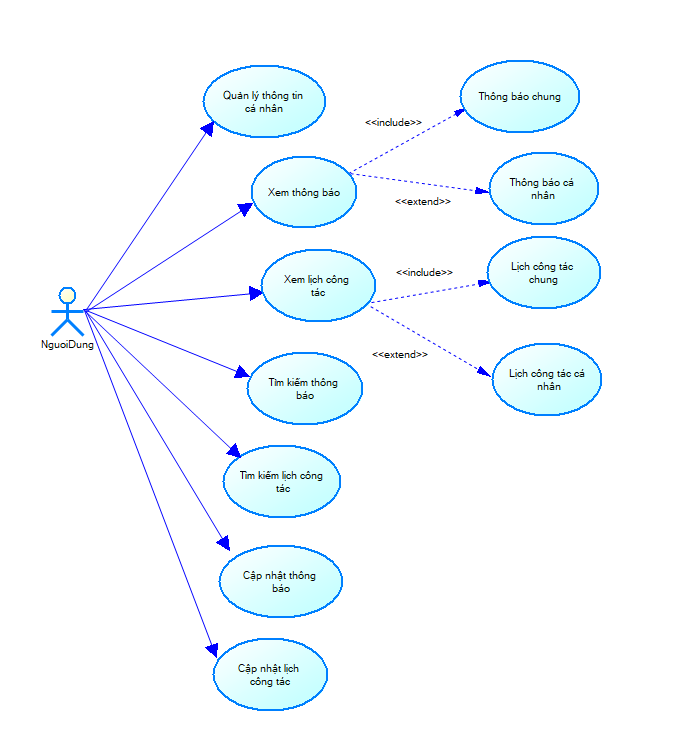 Quản lý thông tin
cá nhân
Thông báo chung
<<include>>
Xem thông báo
Thông báo cá
nhân
<<extend>>
Xem lịch công
tác
<<include>>
Lịch công tác
chung
NguoiDung
<<extend>>
Lịch công tác cá
nhân
Tìm kiếm thông
báo
Tìm kiếm lịch công
tác
Cập nhật thông
báo
Cập nhật lịch
công tác